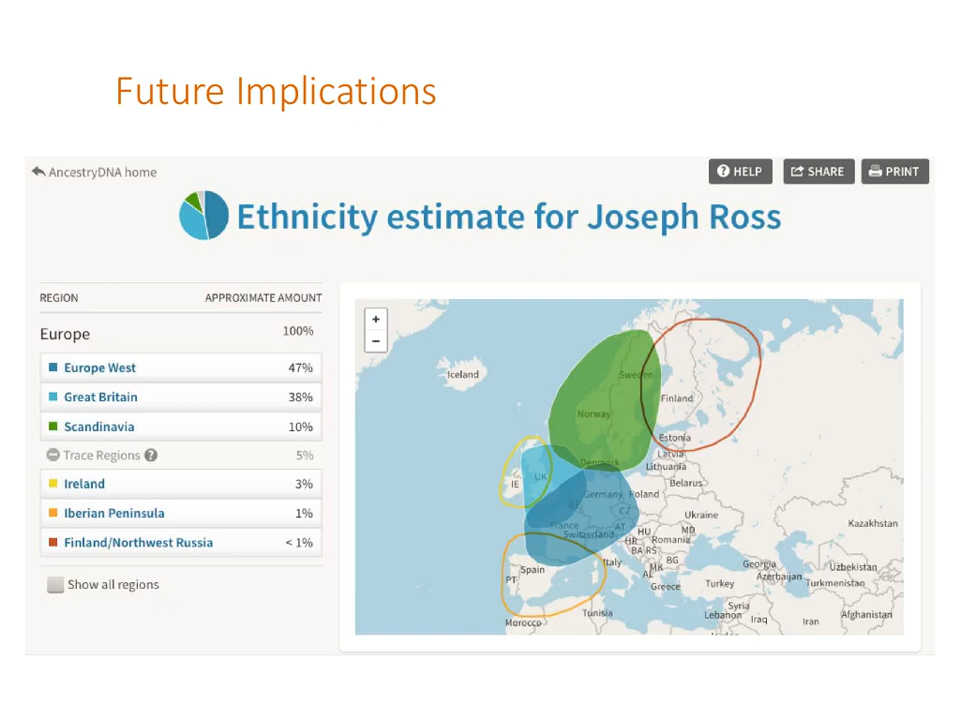 Future Implications
AncestryDNA home
HELP
SHARE
PRINT
Ethnicity estimate for Joseph Ross
REGION APPROXIMATE AMOUNT
Europe 100%
Europe West 47%
Great Britain 38%
Scandinavia 10%
Trace Regions ? 5%
Ireland 3%
Iberian Peninsula 1%
Finland/Northwest Russia < 1%
Show all regions
+
−
Iceland
Sweden
Finland
Norway
Estonia
Latvia
Denmark
Lithuania
IE
UK
Belarus
Germany
Poland
BE
CZ
Ukraine
France
AT
HU
MD
Kazakhstan
Switzerland
HR
Romania
BA
RS
Italy
BG
MK
AL
Georgia
Uzbekistan
Spain
PT
Greece
Turkey
Azerbaijan
Turkmenistan
Tunisia
Syria
Lebanon
Iraq
Iran
Afghanistan
Morocco